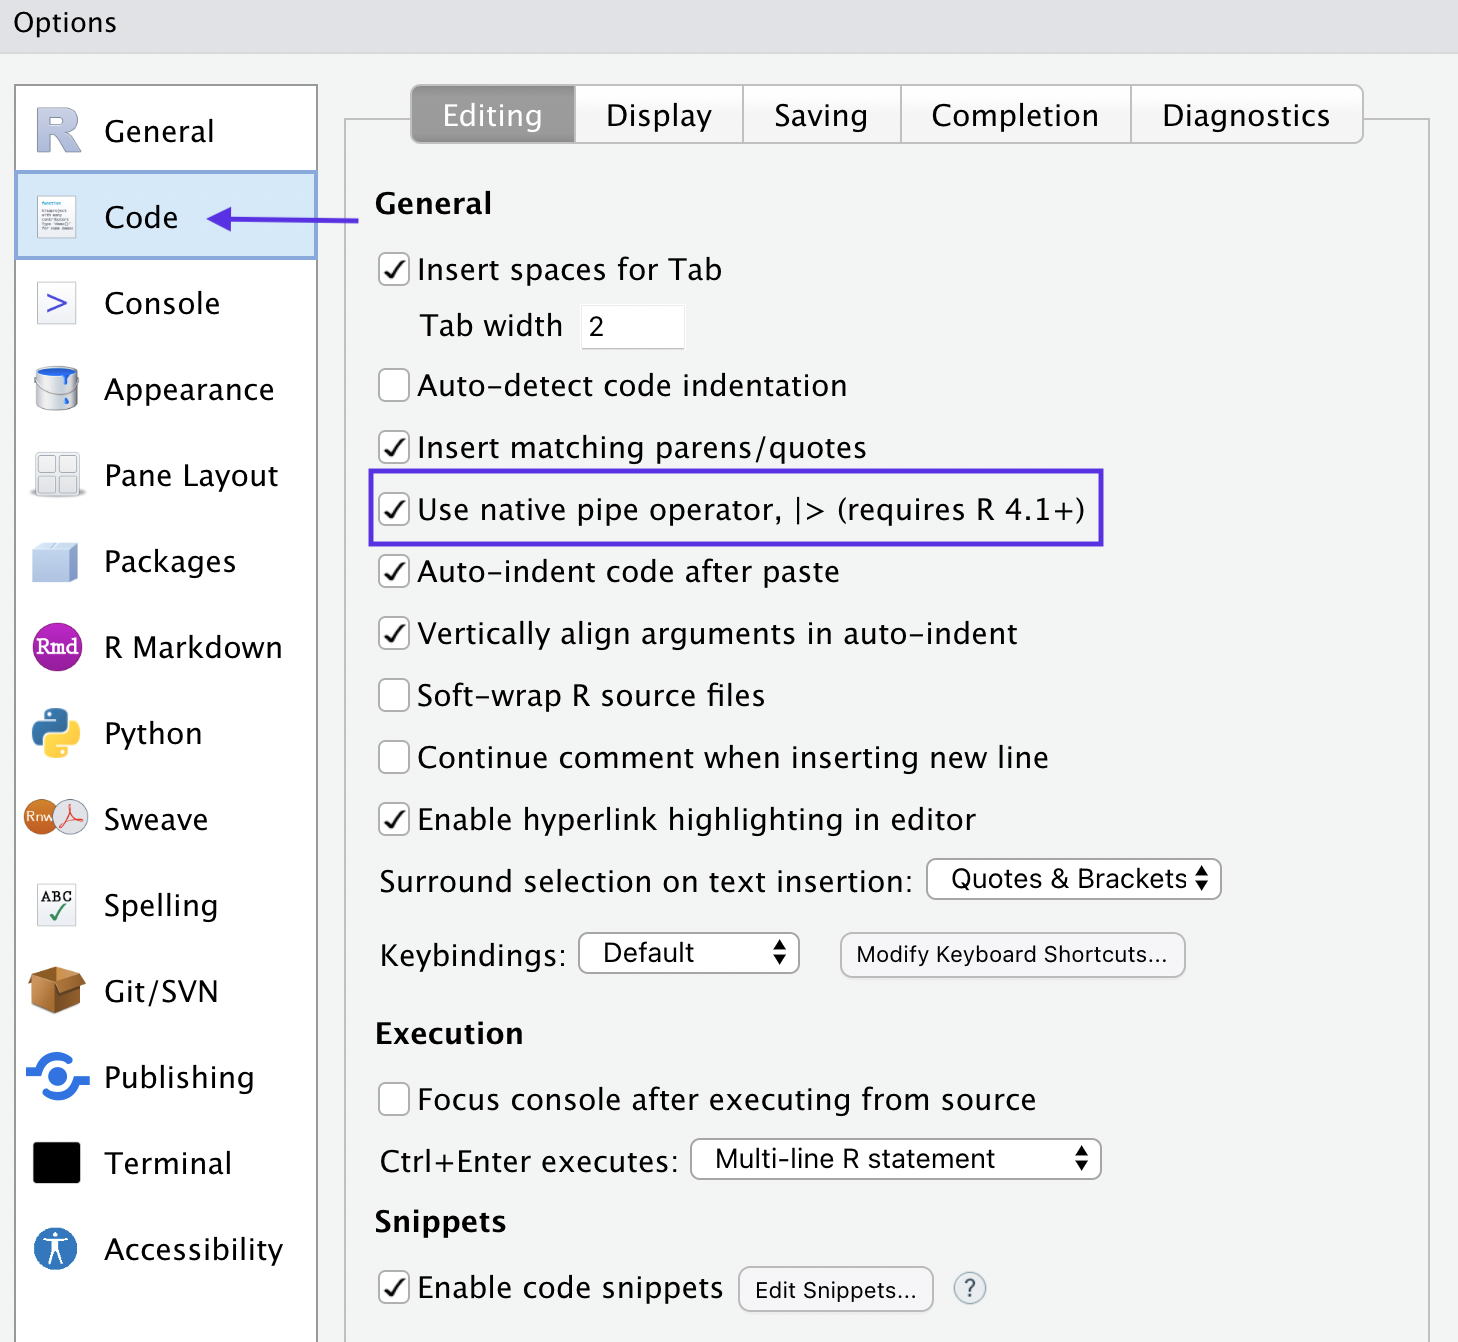 Options
General
Code
Console
Appearance
Pane Layout
Packages
Rmd R Markdown
Python
Rnw Sweave
ABC Spelling
Git/SVN
Publishing
Terminal
Accessibility
Editing Display Saving Completion Diagnostics
General
Insert spaces for Tab
Tab width 2
Auto-detect code indentation
Insert matching parens/quotes
Use native pipe operator, |> (requires R 4.1+)
Auto-indent code after paste
Vertically align arguments in auto-indent
Soft-wrap R source files
Continue comment when inserting new line
Enable hyperlink highlighting in editor
Surround selection on text insertion: Quotes & Brackets
Keybindings: Default Modify Keyboard Shortcuts...
Execution
Focus console after executing from source
Ctrl+Enter executes: Multi-line R statement
Snippets
Enable code snippets Edit Snippets... ?